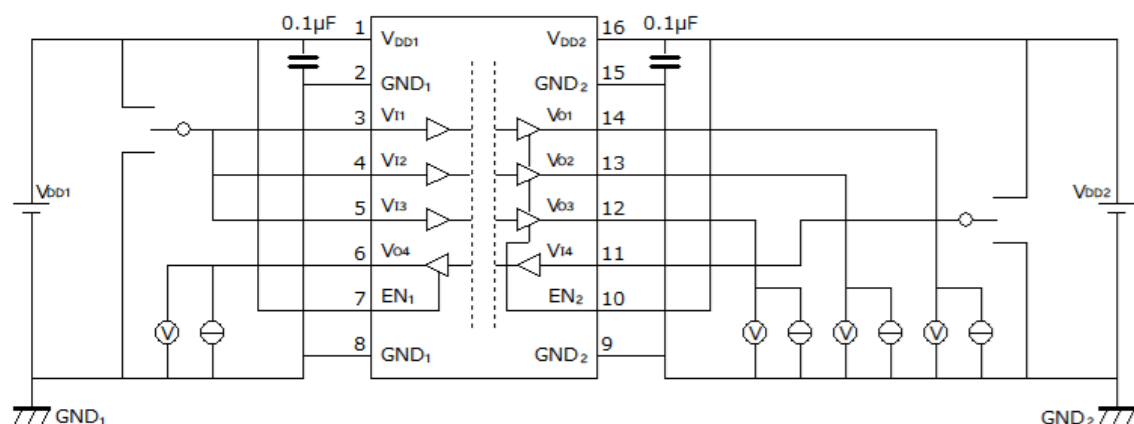 0.1µF 1 16 0.1µF
VDD1 VDD2
2 15
GND1 GND2
3 VI1 VO1 14
4 VI2 VO2 13
VDD1 VDD2
5 VI3 VO3 12
6 VO4 VI4 11
7 EN1 EN2 10
V V V V
8 GND1 GND2 9
GND1 GND2